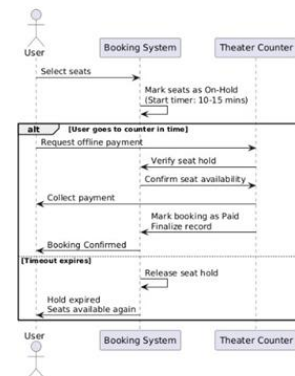 User
Booking System
Theater Counter
Select seats
Mark seats as On-Hold
(Start timer: 10-15 mins)
alt
[User goes to counter in time]
Request offline payment
Verify seat hold
Confirm seat availability
Collect payment
Mark booking as Paid
Finalize record
Booking Confirmed
[Timeout expires]
Release seat hold
Hold expired
Seats available again
User
Booking System
Theater Counter